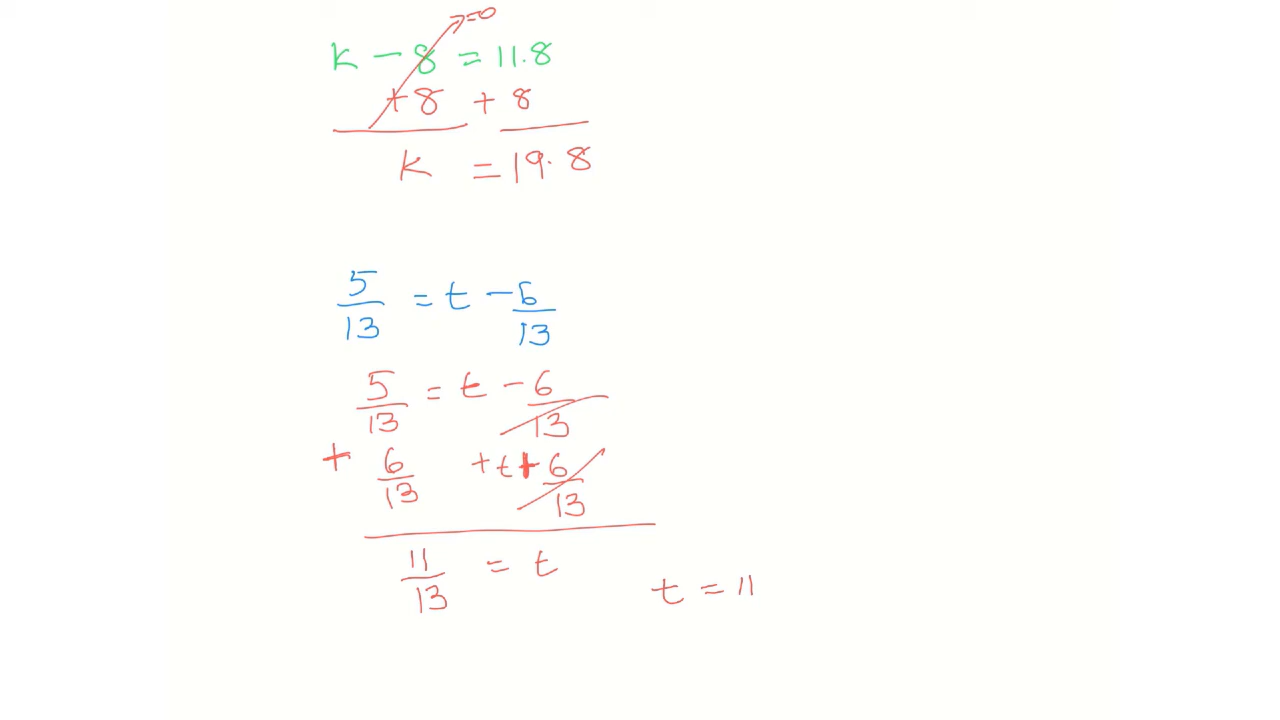 =0
k - 8 = 11.8
+8 + 8
k = 19.8
5/13 = t - 6/13
5/13 = t - 6/13
+ 6/13 + t + 6/13
11/13 = t
t = 11